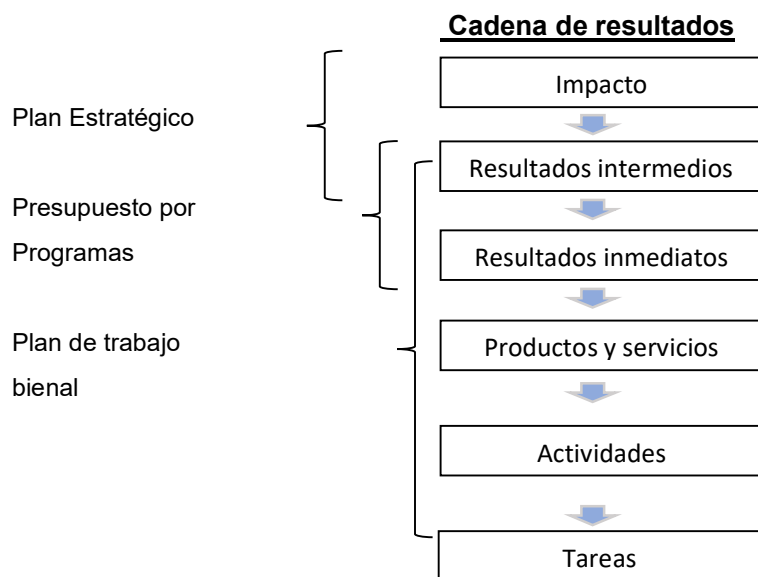 Cadena de resultados
Impacto
Plan Estratégico
Resultados intermedios
Presupuesto por
Programas
Resultados inmediatos
Plan de trabajo
bienal
Productos y servicios
Actividades
Tareas